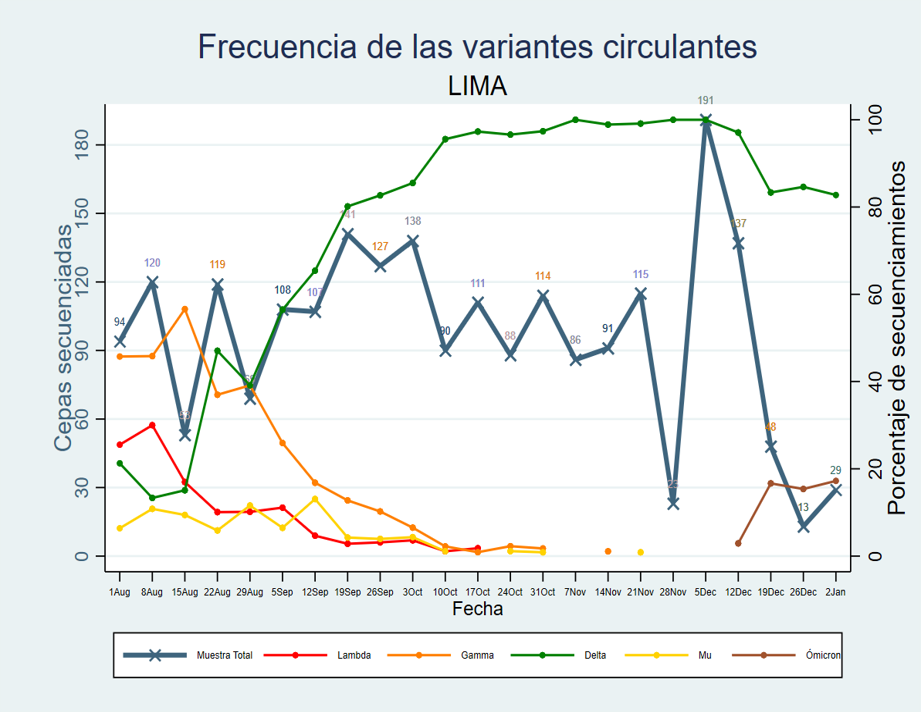 Frecuencia de las variantes circulantes
LIMA
Cepas secuenciadas
0 30 60 90 120 150 180
Porcentaje de secuenciamientos
0 20 40 60 80 100
94 120 119 108 107 141 127 138 90 111 88 114 86 91 115 191 137 48 13 29
1Aug 8Aug 15Aug 22Aug 29Aug 5Sep 12Sep 19Sep 26Sep 3Oct 10Oct 17Oct 24Oct 31Oct 7Nov 14Nov 21Nov 28Nov 5Dec 12Dec 19Dec 26Dec 2Jan
Fecha
Muestra Total Lambda Gamma Delta Mu Ómicron